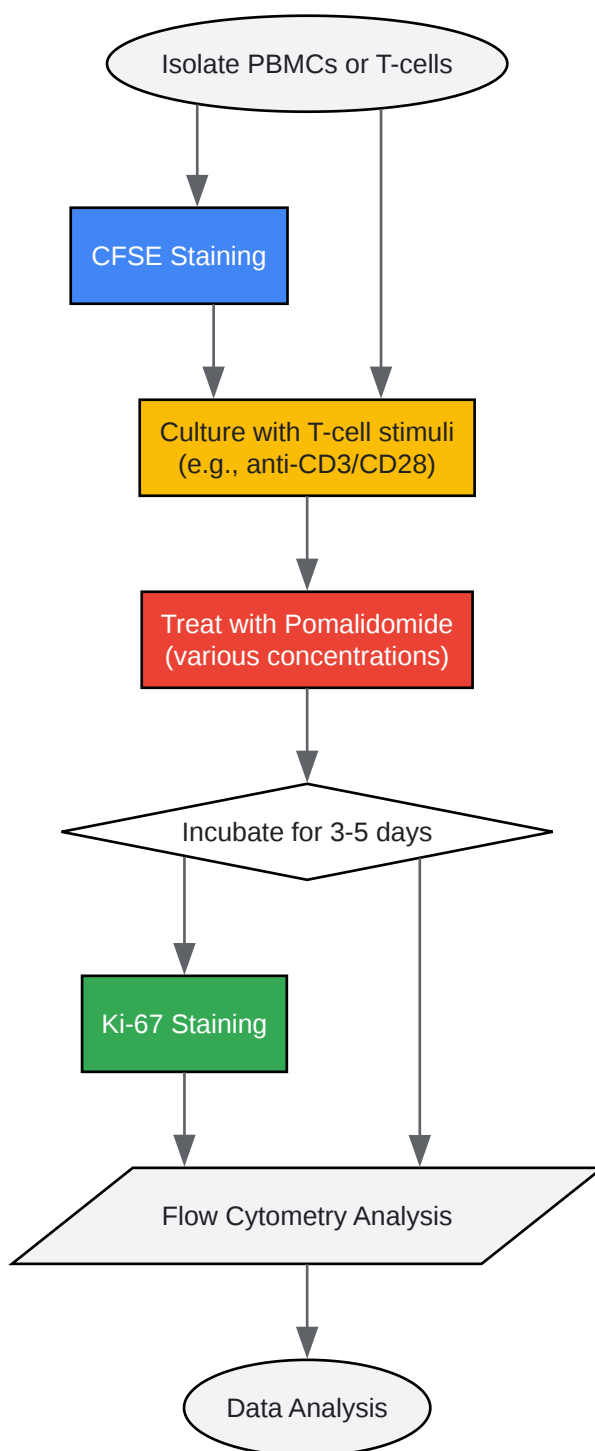 Isolate PBMCs or T-cells
CFSE Staining
Culture with T-cell stimuli
(e.g., anti-CD3/CD28)
Treat with Pomalidomide
(various concentrations)
Incubate for 3-5 days
Ki-67 Staining
Flow Cytometry Analysis
Data Analysis